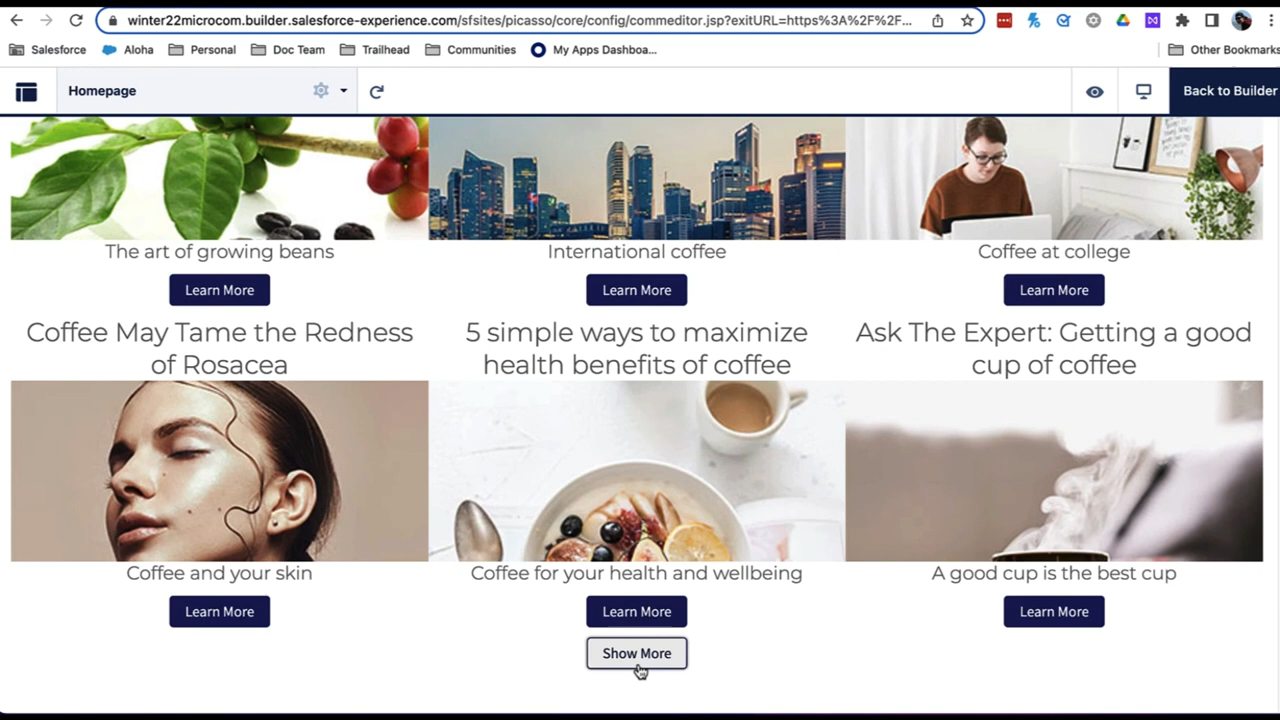 winter22microcom.builder.salesforce-experience.com/sfsites/picasso/core/config/commeditor.jsp?exitURL=https%3A%2F%2F...
Salesforce Aloha Personal Doc Team Trailhead Communities My Apps Dashboa... Other Bookmarks
Homepage Back to Builder
The art of growing beans International coffee Coffee at college
Learn More Learn More Learn More
Coffee May Tame the Redness 5 simple ways to maximize Ask The Expert: Getting a good
of Rosacea health benefits of coffee cup of coffee
Coffee and your skin Coffee for your health and wellbeing A good cup is the best cup
Learn More Learn More Learn More
Show More